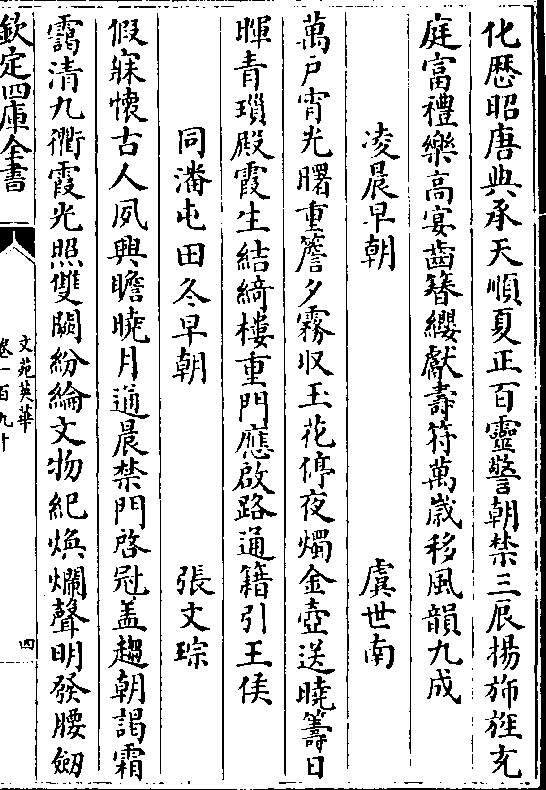 化歴昭唐典承天順夏正百靈警朝禁三辰揚斾旌充
庭富禮樂高宴齒簪纓獻壽符萬歳移風韻九成
凌晨早朝 虞世南
萬户宵光曙重簷夕霧収玉花停夜燭金壺送曉籌日
暉青瑣殿霞生結綺樓重門應啟路通籍引王侯
同潘屯田冬早朝 張文琮
假寐懷古人夙興瞻曉月通晨禁門啓冠盖趨朝謁霜
靄清九衢霞光照雙闕紛綸文物紀煥爛聲明發腰劒
欽定四庫全書
文苑英華
卷一百九十
四